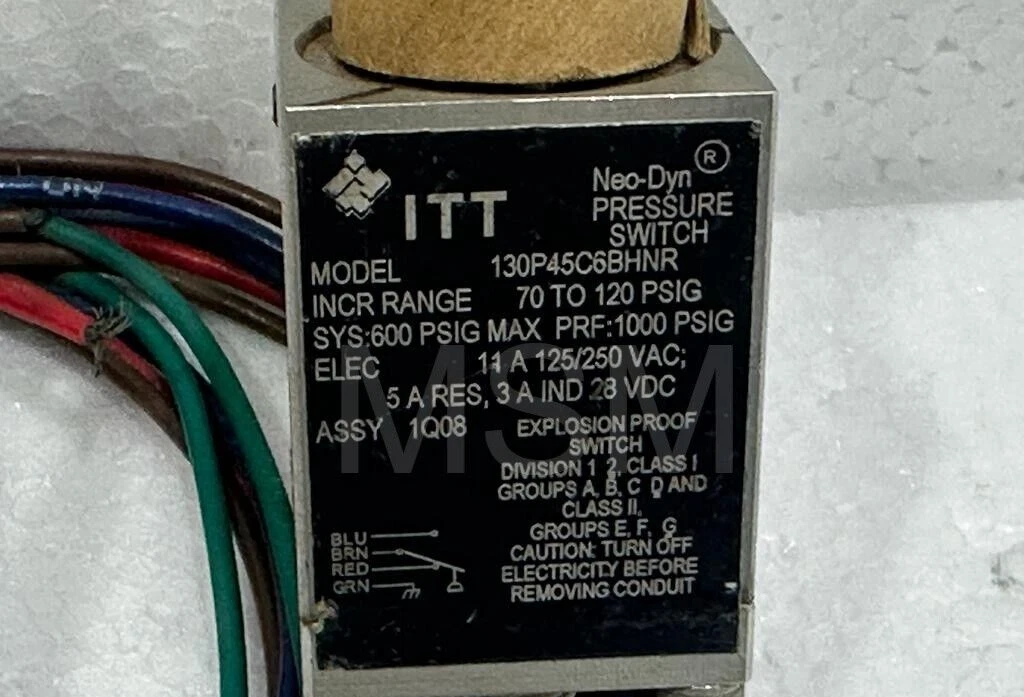 ITT
Neo-Dyn ®
PRESSURE
SWITCH
MODEL 130P45C6BHNR
INCR RANGE 70 TO 120 PSIG
SYS:600 PSIG MAX PRF:1000 PSIG
ELEC 11 A 125/250 VAC;
5 A RES, 3 A IND 28 VDC
ASSY 1Q08
EXPLOSION PROOF
SWITCH
DIVISION 1 2, CLASS I
GROUPS A, B, C D AND
CLASS II,
GROUPS E, F, G
CAUTION: TURN OFF
ELECTRICITY BEFORE
REMOVING CONDUIT
BLU
BRN
RED
GRN
MSM